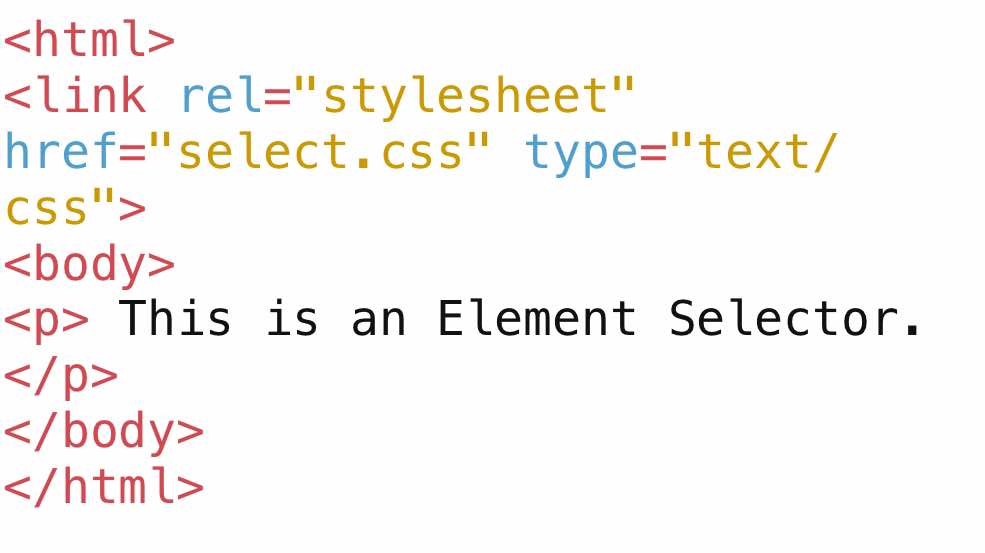 <html>
<link rel="stylesheet"
href="select.css" type="text/
css">
<body>
<p> This is an Element Selector.
</p>
</body>
</html>